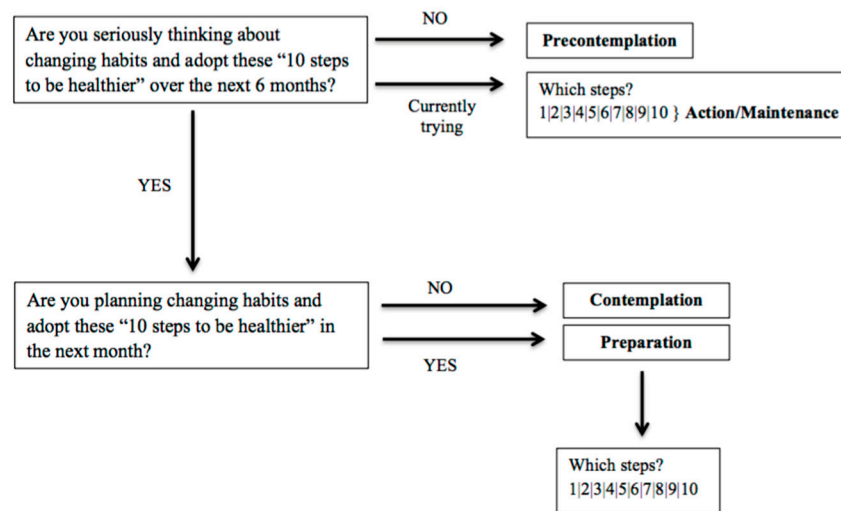 Are you seriously thinking about
changing habits and adopt these “10 steps
to be healthier” over the next 6 months?
NO
Precontemplation
Currently
trying
Which steps?
1|2|3|4|5|6|7|8|9|10 } Action/Maintenance
YES
Are you planning changing habits and
adopt these “10 steps to be healthier” in
the next month?
NO
Contemplation
YES
Preparation
Which steps?
1|2|3|4|5|6|7|8|9|10